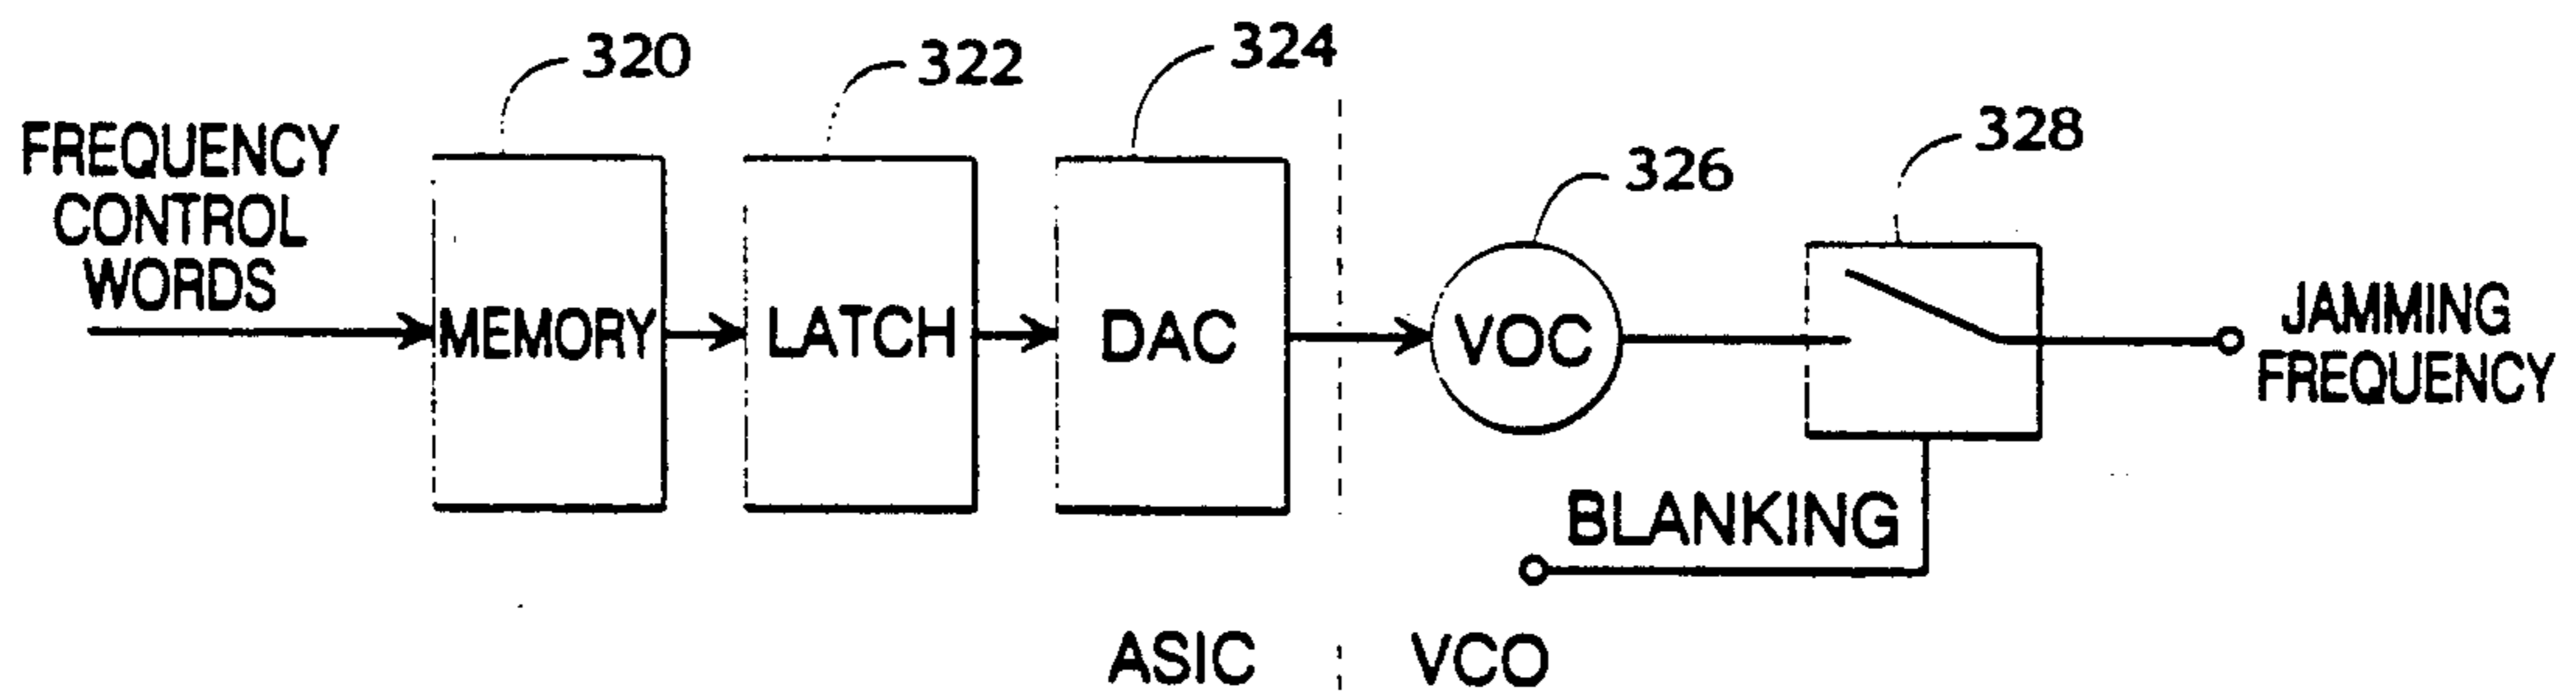 320
322
324
326
328
FREQUENCY
CONTROL
WORDS
MEMORY
LATCH
DAC
VOC
JAMMING
FREQUENCY
BLANKING
ASIC
VCO